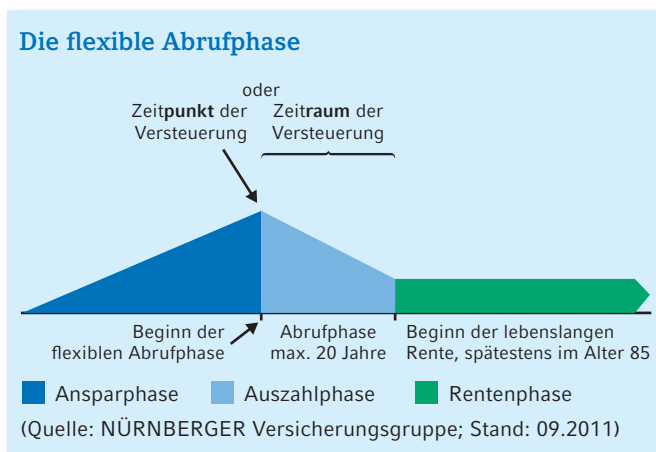 Die flexible Abrufphase
oder
Zeitpunkt der
Versteuerung
Zeitraum der
Versteuerung
Beginn der
flexiblen Abrufphase
Abrufphase
max. 20 Jahre
Beginn der lebenslangen
Rente, spätestens im Alter 85
Ansparphase
Auszahlphase
Rentenphase
(Quelle: NÜRNBERGER Versicherungsgruppe; Stand: 09.2011)